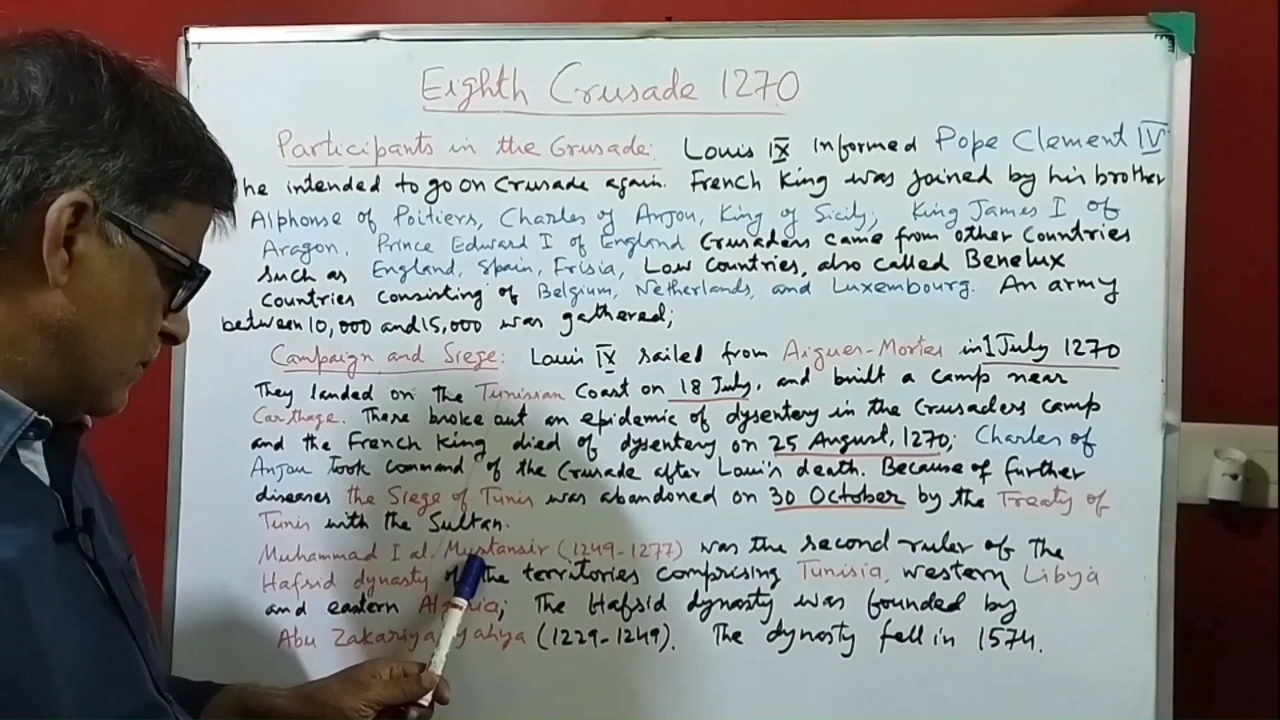 Eighth Crusade 1270
Participants in the Crusade: Louis IX informed Pope Clement IV
he intended to go on Crusade again. French King was joined by his brother
Alphonse of Poitiers, Charles of Anjou, King of Sicily; King James I of
Aragon, Prince Edward I of England Crusaders came from other countries
such as England, Spain, Frisia, Low Countries, also called Benelux
countries consisting of Belgium, Netherlands, and Luxembourg. An army
between 10,000 and 15,000 was gathered;
Campaign and Siege: Louis IX sailed from Aigues-Mortes in 1 July 1270
They landed on the Tunisian Coast on 18 July, and built a camp near
Carthage. There broke out an epidemic of dysentery in the Crusaders camp
and the French King died of dysentery on 25 August, 1270; Charles of
Anjou took command of the Crusade after Louis's death. Because of further
diseases the Siege of Tunis was abandoned on 30 October by the Treaty of
Tunis with the Sultan.
Muhammad I al. Mustansir (1249-1277) was the second ruler of the
Hafsid dynasty of the territories comprising Tunisia, western Libya
and eastern Algeria; The Hafsid dynasty was founded by
Abu Zakariya Yahya (1229-1249). The dynasty fell in 1574.